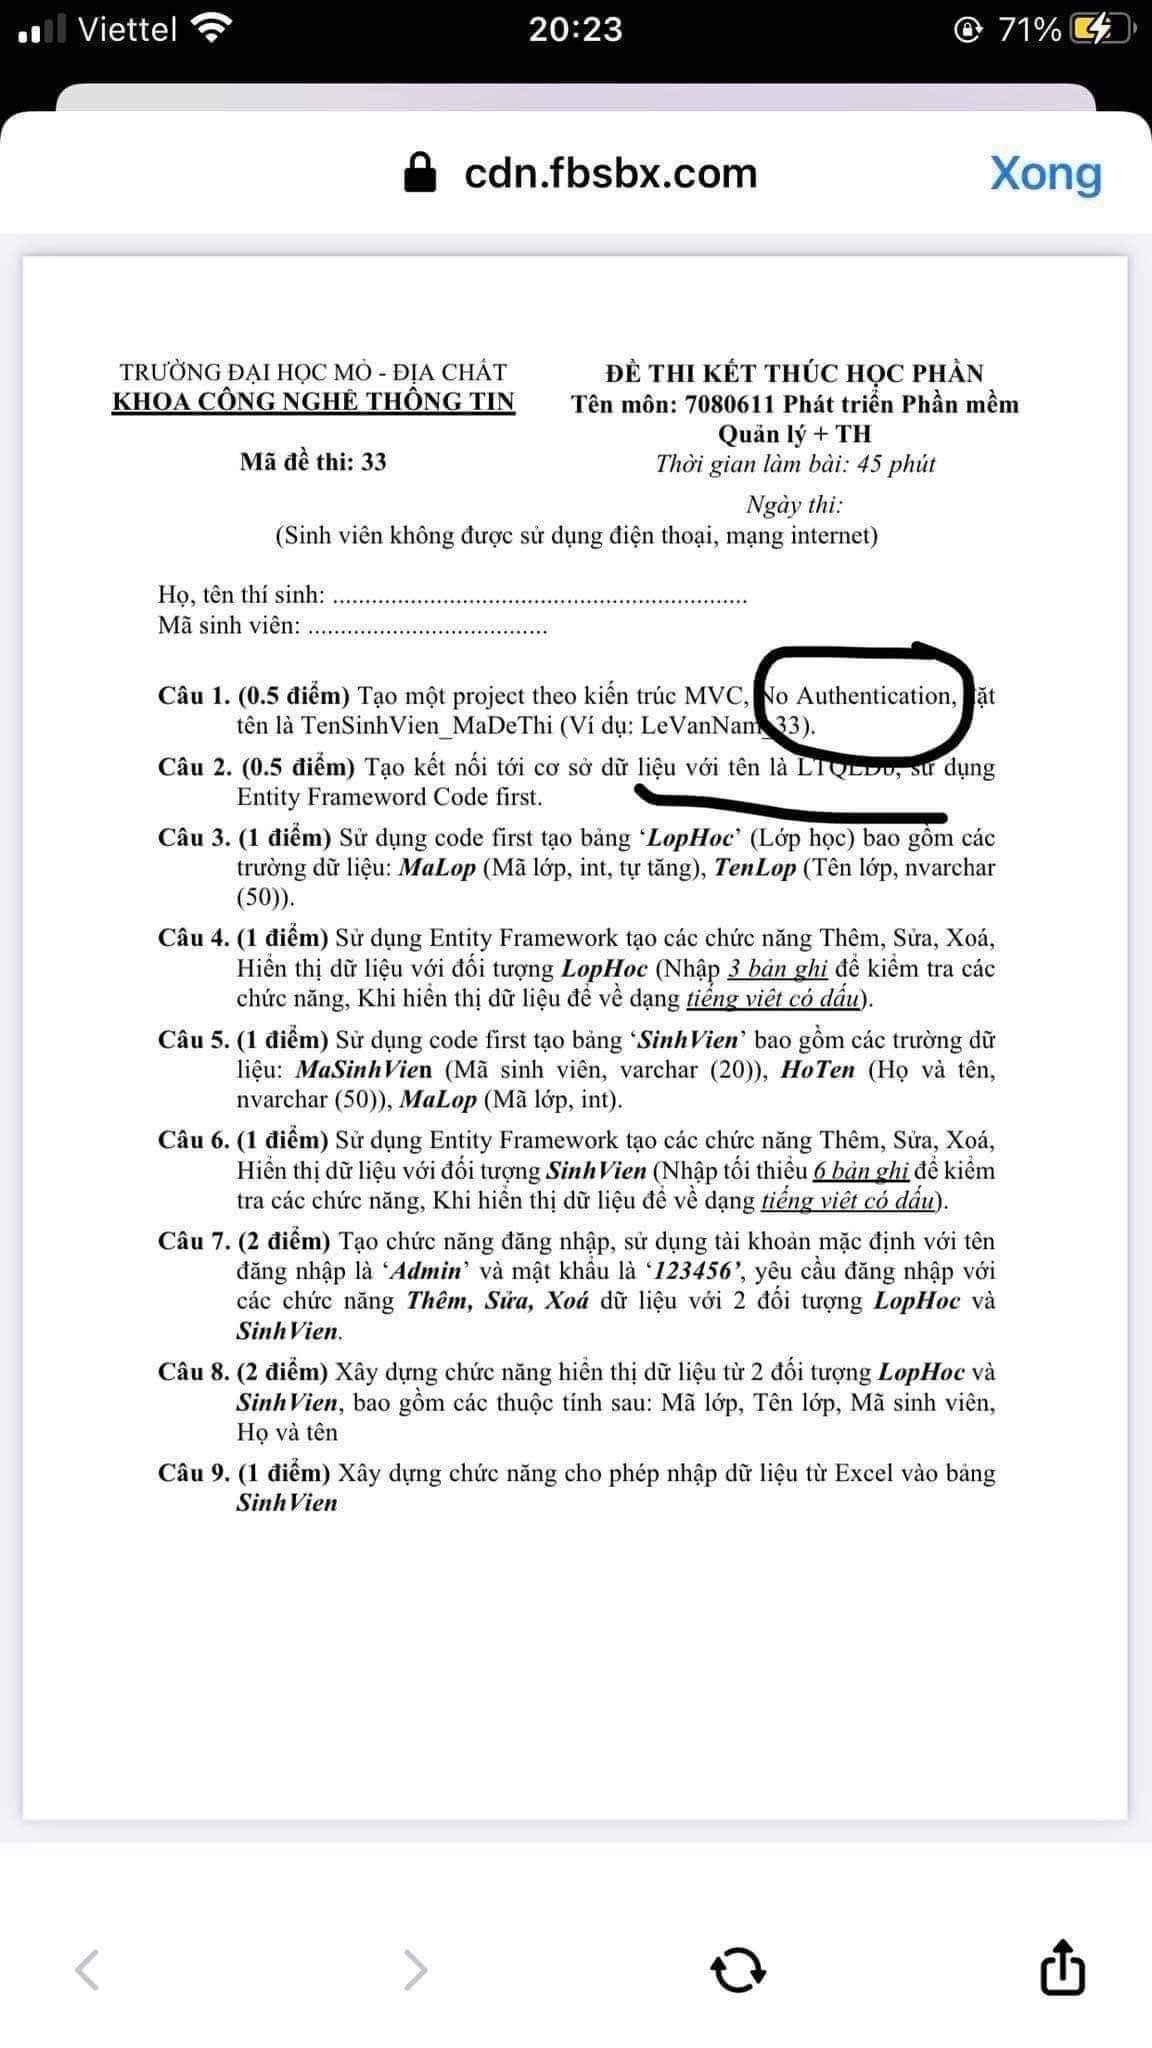 Viettel 20:23 71%
cdn.fbsbx.com Xong
TRƯỜNG ĐẠI HỌC MỎ - ĐỊA CHẤT
KHOA CÔNG NGHỆ THÔNG TIN
Mã đề thi: 33
ĐỀ THI KẾT THÚC HỌC PHẦN
Tên môn: 7080611 Phát triển Phần mềm
Quản lý + TH
Thời gian làm bài: 45 phút
Ngày thi:
(Sinh viên không được sử dụng điện thoại, mạng internet)
Họ, tên thí sinh: ................................................................
Mã sinh viên: .....................................
Câu 1. (0.5 điểm) Tạo một project theo kiến trúc MVC, No Authentication, đặt
tên là TenSinhVien_MaDeThi (Ví dụ: LeVanNam_33).
Câu 2. (0.5 điểm) Tạo kết nối tới cơ sở dữ liệu với tên là LTQLDb, sử dụng
Entity Frameword Code first.
Câu 3. (1 điểm) Sử dụng code first tạo bảng ‘LopHoc’ (Lớp học) bao gồm các
trường dữ liệu: MaLop (Mã lớp, int, tự tăng), TenLop (Tên lớp, nvarchar
(50)).
Câu 4. (1 điểm) Sử dụng Entity Framework tạo các chức năng Thêm, Sửa, Xoá,
Hiển thị dữ liệu với đối tượng LopHoc (Nhập 3 bản ghi để kiểm tra các
chức năng, Khi hiển thị dữ liệu để về dạng tiếng việt có dấu).
Câu 5. (1 điểm) Sử dụng code first tạo bảng ‘SinhVien’ bao gồm các trường dữ
liệu: MaSinhVien (Mã sinh viên, varchar (20)), HoTen (Họ và tên,
nvarchar (50)), MaLop (Mã lớp, int).
Câu 6. (1 điểm) Sử dụng Entity Framework tạo các chức năng Thêm, Sửa, Xoá,
Hiển thị dữ liệu với đối tượng SinhVien (Nhập tối thiểu 6 bản ghi để kiểm
tra các chức năng, Khi hiển thị dữ liệu để về dạng tiếng việt có dấu).
Câu 7. (2 điểm) Tạo chức năng đăng nhập, sử dụng tài khoản mặc định với tên
đăng nhập là ‘Admin’ và mật khẩu là ‘123456’, yêu cầu đăng nhập với
các chức năng Thêm, Sửa, Xoá dữ liệu với 2 đối tượng LopHoc và
SinhVien.
Câu 8. (2 điểm) Xây dựng chức năng hiển thị dữ liệu từ 2 đối tượng LopHoc và
SinhVien, bao gồm các thuộc tính sau: Mã lớp, Tên lớp, Mã sinh viên,
Họ và tên
Câu 9. (1 điểm) Xây dựng chức năng cho phép nhập dữ liệu từ Excel vào bảng
SinhVien